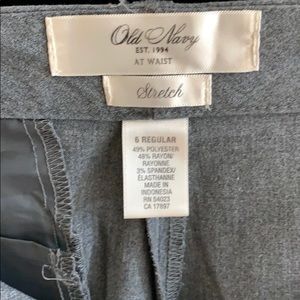 Old Navy
EST. 1994
AT WAIST
Stretch
6 REGULAR
49% POLYESTER
48% RAYON/
RAYONNE
3% SPANDEX/
ÉLASTHANNE
MADE IN
INDONESIA
RN 54023
CA 17897